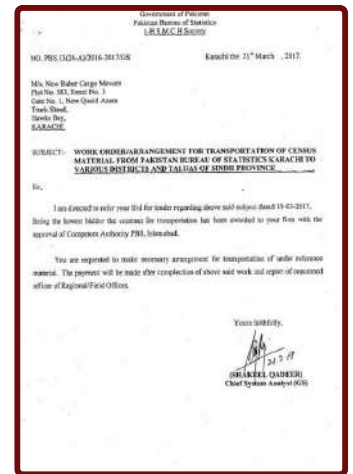 Government of Pakistan
Pakistan Bureau of Statistics
1-B S.M.C.H Society
NO. PBS.13(26-A)/2016-2017/GS Karachi the 21st March , 2017.
M/s. New Baber Cargo Movers
Plot No. 583, Street No. 3
Gate No. 1, New Quaid Azam
Truck Stand,
Hawks Bay,
KARACHI.
SUBJECT:- WORK ORDER/ARRANGEMENT FOR TRANSPORTATION OF CENSUS
MATERIAL FROM PAKISTAN BUREAU OF STATISTICS KARACHI TO
VARIOUS DISTRICTS AND TALUAS OF SINDH PROVINCE
Sir,
I am directed to refer your Bid for tender regarding above said subject dated 15-03-2017.
Being the lowest bidder the contract for transportation has been awarded to your firm with the
approval of Competent Authority PBS, Islamabad.
You are requested to make necessary arrangement for transportation of under reference
material. The payment will be made after complection of above said work and report of concerned
officer of Regional/Field Offices.
Yours faithfully,
(SHAKEEL QADEER)
Chief System Analyst (GS)